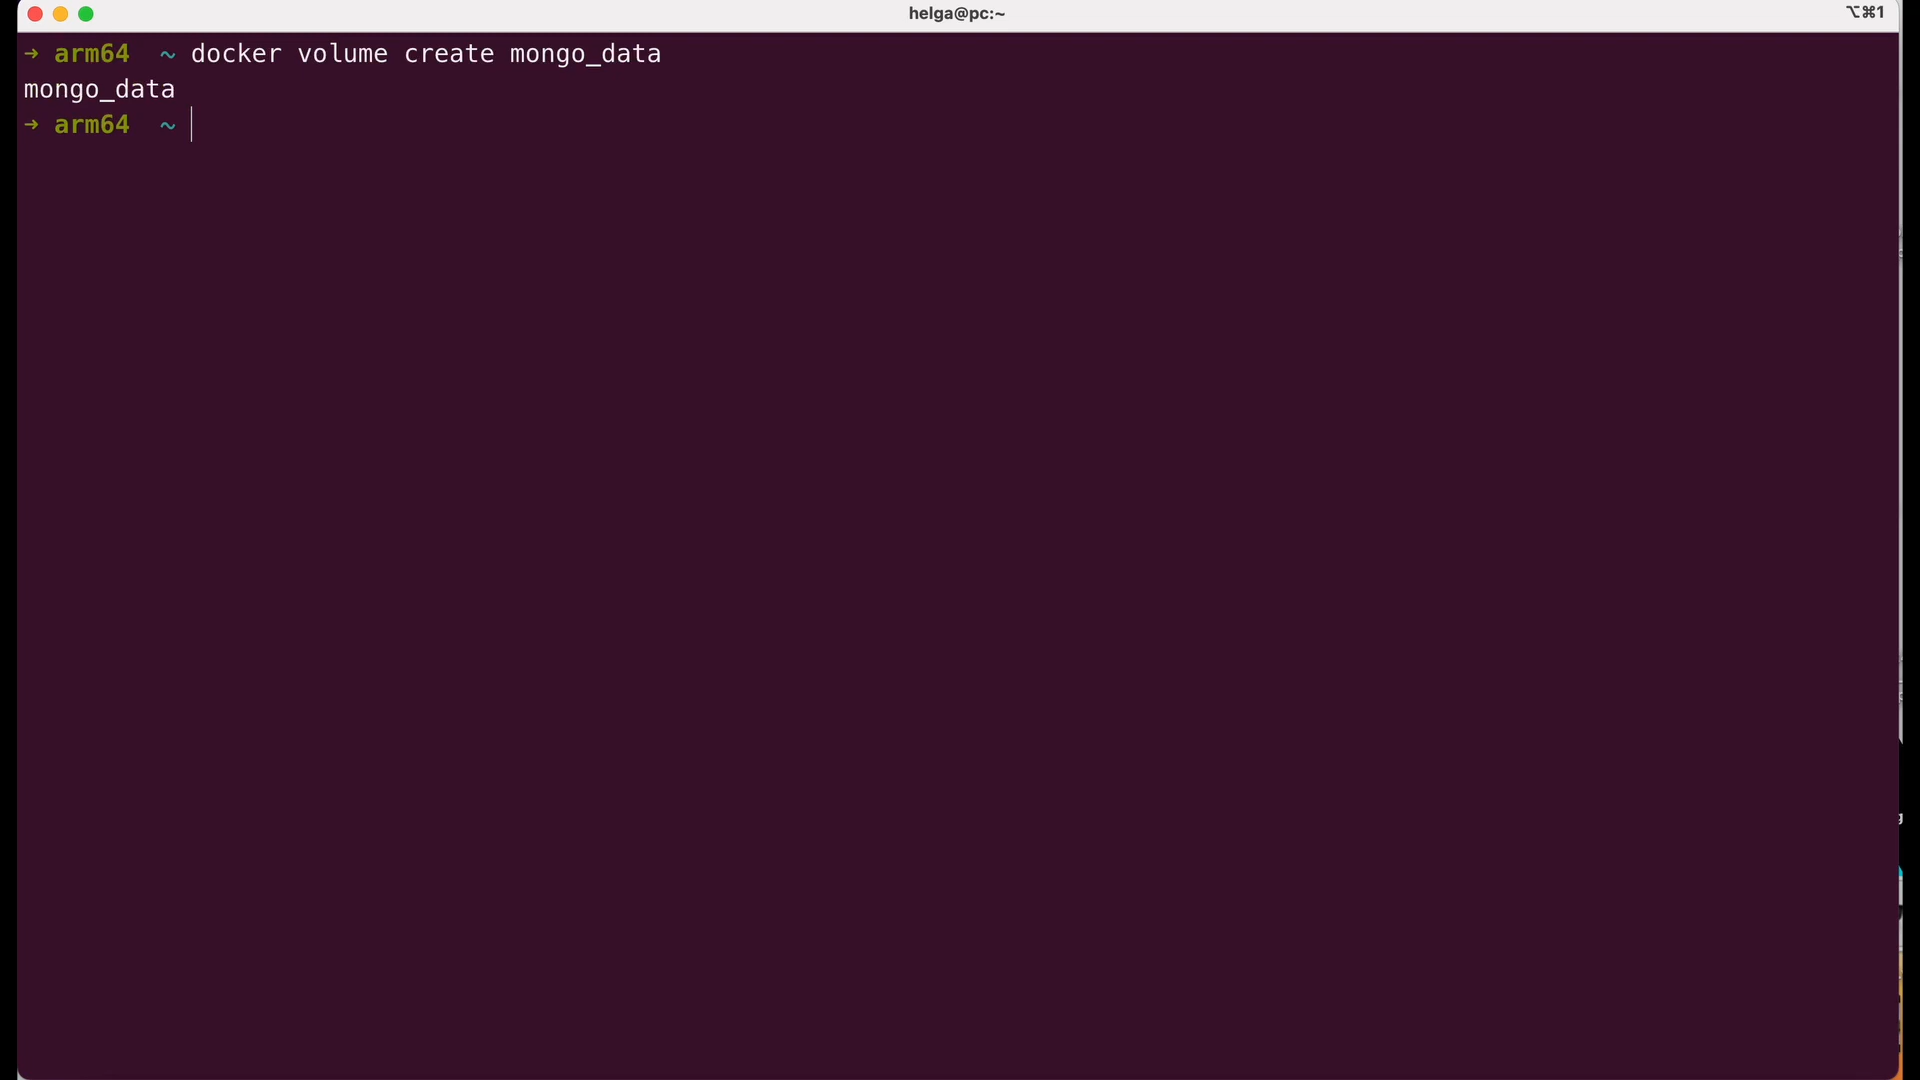 helga@pc:~
⌥⌘1
➜ arm64 ~ docker volume create mongo_data
mongo_data
➜ arm64 ~